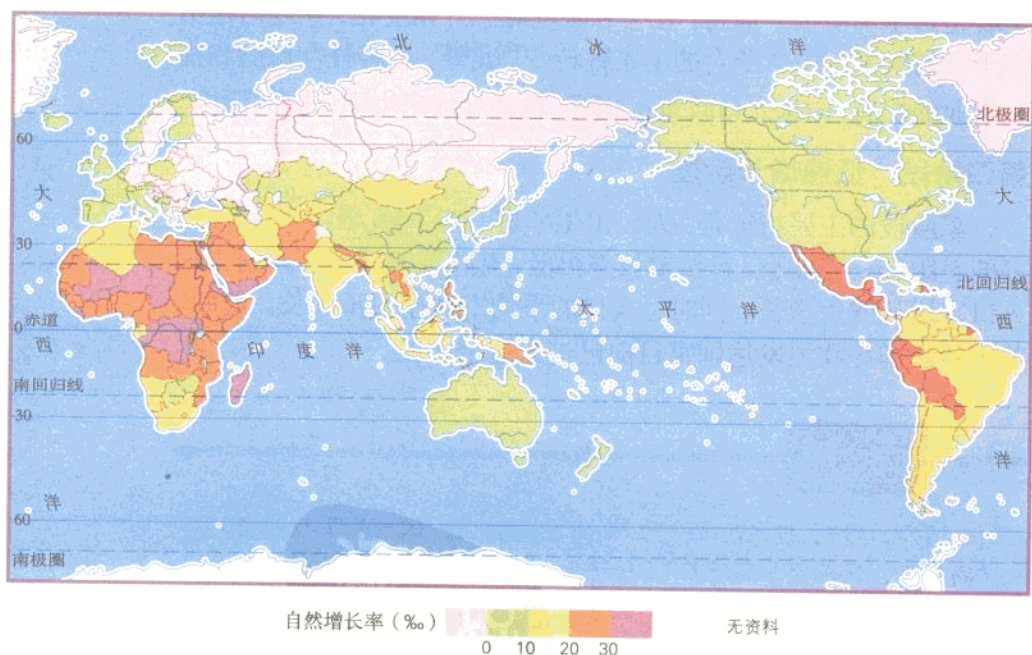 北 冰 洋
北极圈
60
大
大
30
北回归线
太 平 洋
赤道
0
西
西
印 度 洋
南回归线
30
洋
洋
60
南极圈
自然增长率(‰)
0 10 20 30
无资料